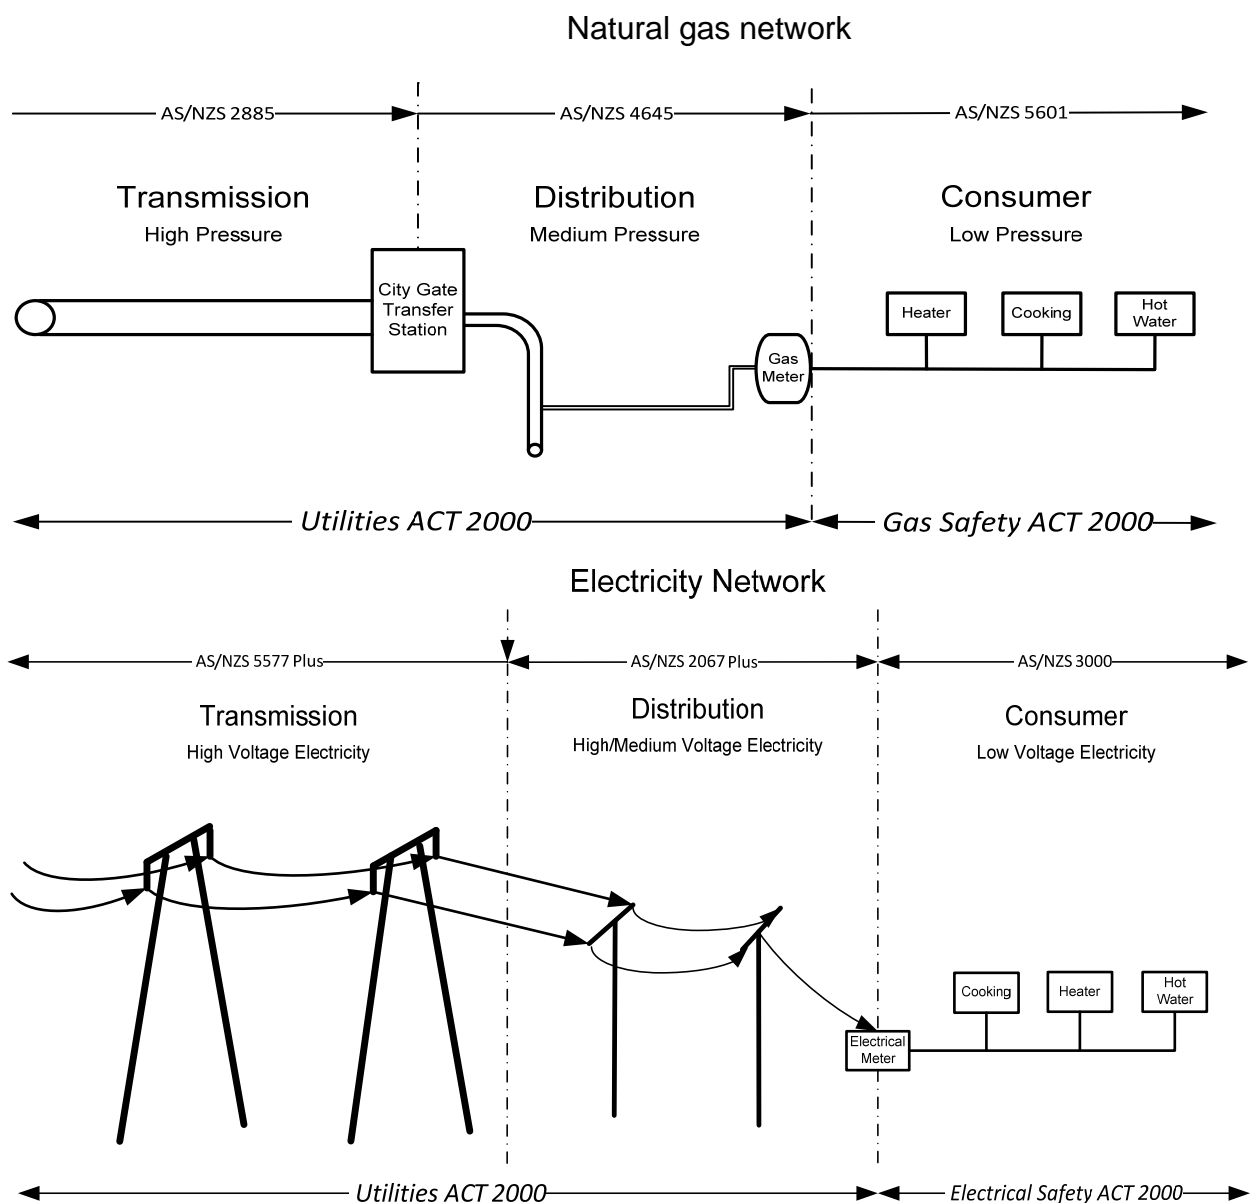 Natural gas network
AS/NZS 2885
AS/NZS 4645
AS/NZS 5601
Transmission
High Pressure
Distribution
Medium Pressure
Consumer
Low Pressure
City Gate
Transfer
Station
Gas
Meter
Heater
Cooking
Hot
Water
Utilities ACT 2000
Gas Safety ACT 2000
Electricity Network
AS/NZS 5577 Plus
AS/NZS 2067 Plus
AS/NZS 3000
Transmission
High Voltage Electricity
Distribution
High/Medium Voltage Electricity
Consumer
Low Voltage Electricity
Cooking
Heater
Hot
Water
Electrical
Meter
Utilities ACT 2000
Electrical Safety ACT 2000